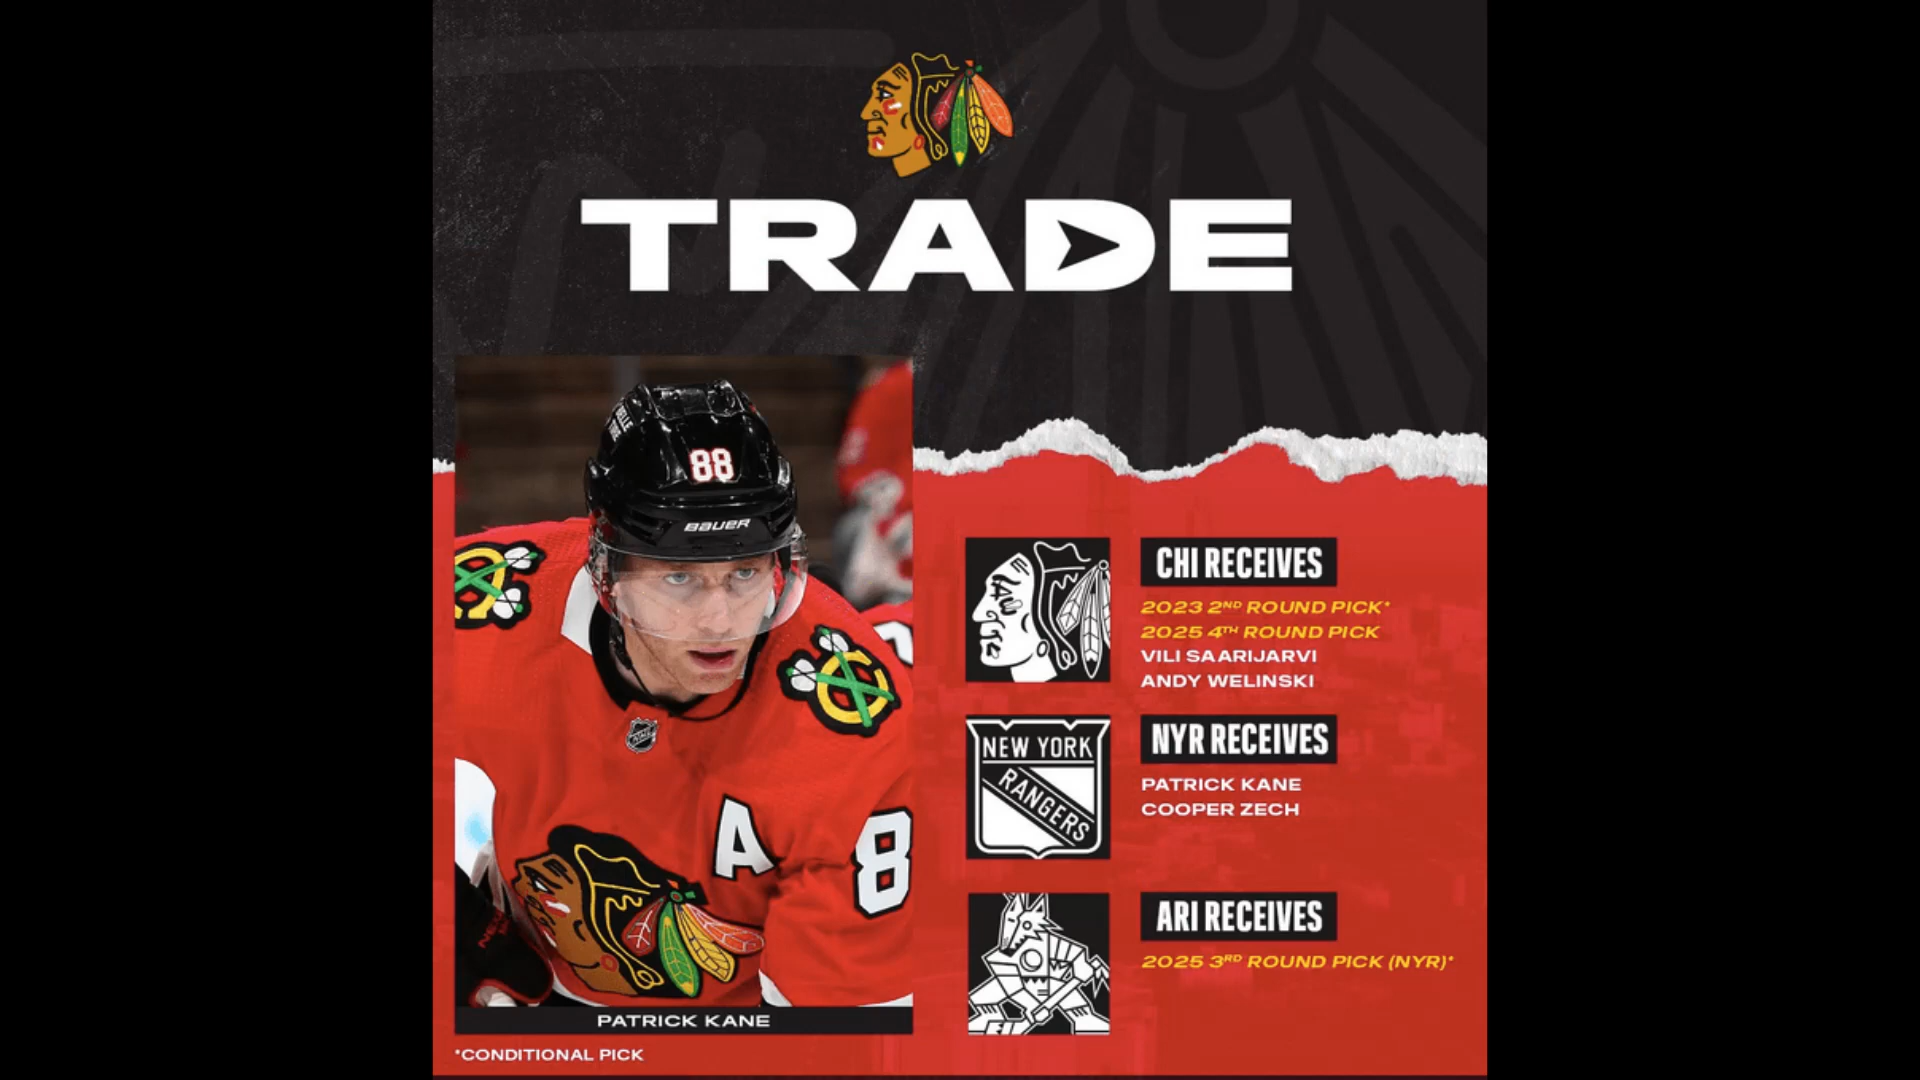 TRADE
88
BAUER
A
8
PATRICK KANE
*CONDITIONAL PICK
CHI RECEIVES
2023 2ND ROUND PICK*
2025 4TH ROUND PICK
VILI SAARIJARVI
ANDY WELINSKI
NEW YORK
RANGERS
NYR RECEIVES
PATRICK KANE
COOPER ZECH
ARI RECEIVES
2025 3RD ROUND PICK (NYR)*